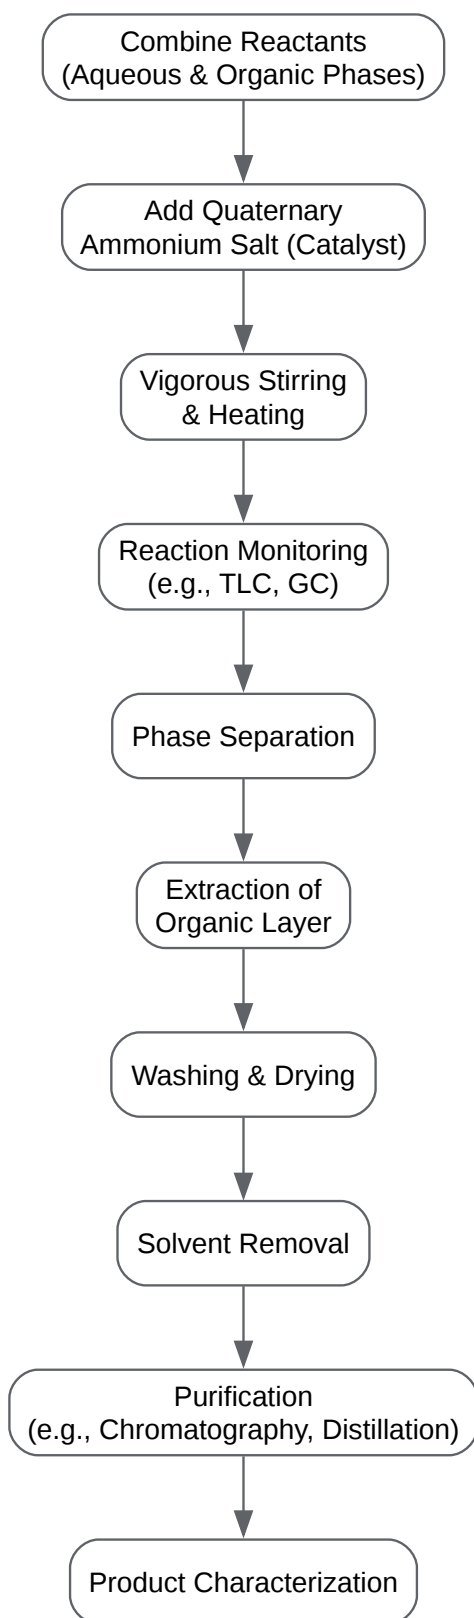 Combine Reactants
(Aqueous & Organic Phases)
Add Quaternary
Ammonium Salt (Catalyst)
Vigorous Stirring
& Heating
Reaction Monitoring
(e.g., TLC, GC)
Phase Separation
Extraction of
Organic Layer
Washing & Drying
Solvent Removal
Purification
(e.g., Chromatography, Distillation)
Product Characterization